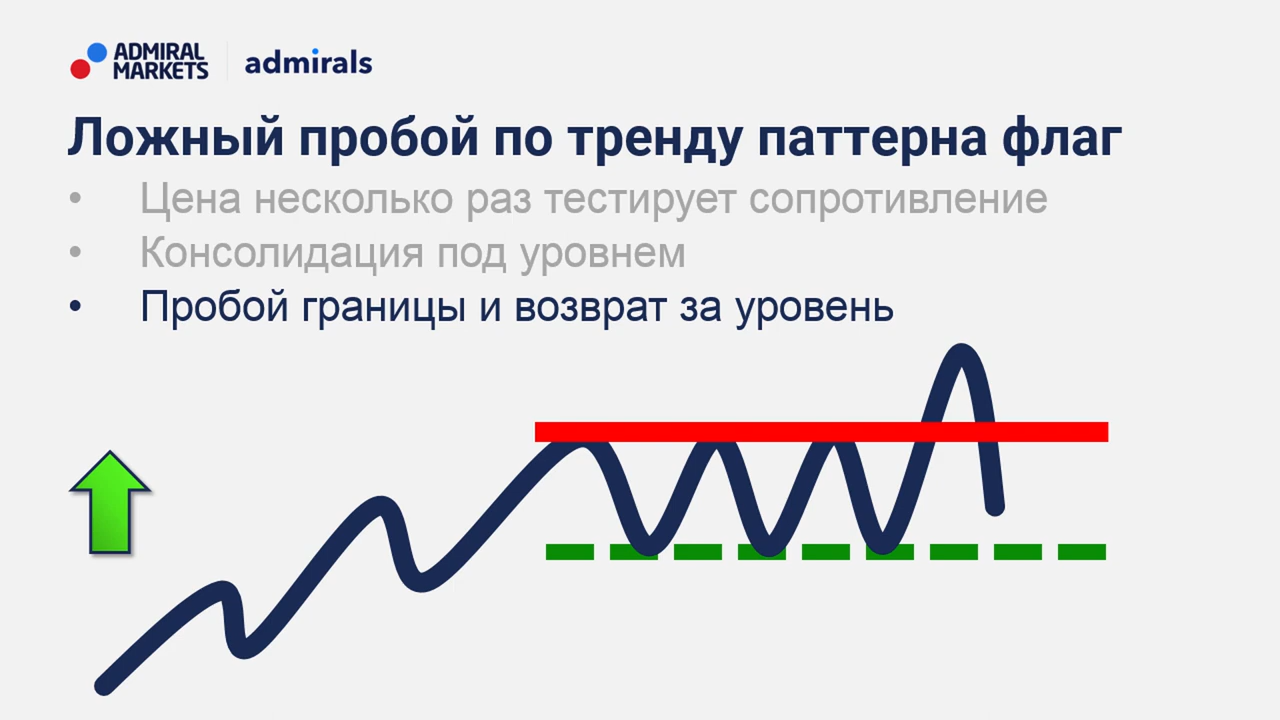 ADMIRAL
MARKETS
admirals
Ложный пробой по тренду паттерна флаг
• Цена несколько раз тестирует сопротивление
• Консолидация под уровнем
• Пробой границы и возврат за уровень